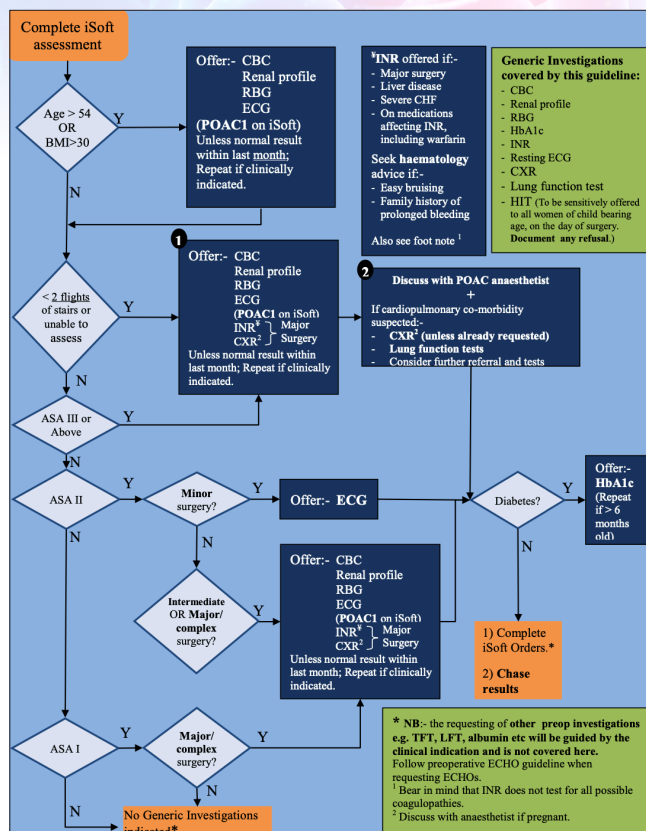 Complete iSoft
assessment
Age > 54
OR
BMI>30
Y
N
Offer:- CBC
Renal profile
RBG
ECG
(POAC1 on iSoft)
Unless normal result
within last month;
Repeat if clinically
indicated.
¥INR offered if:-
- Major surgery
- Liver disease
- Severe CHF
- On medications
affecting INR,
including warfarin
Seek haematology
advice if:-
- Easy bruising
- Family history of
prolonged bleeding
Also see foot note 1
Generic Investigations
covered by this guideline:
- CBC
- Renal profile
- RBG
- HbA1c
- INR
- Resting ECG
- CXR
- Lung function test
- HIT (To be sensitively offered
to all women of child bearing
age, on the day of surgery.
Document any refusal.)
< 2 flights
of stairs or
unable to
assess
Y
N
1
Offer:- CBC
Renal profile
RBG
ECG
(POAC1 on iSoft)
INR¥ } Major
CXR2 } Surgery
Unless normal result within
last month; Repeat if clinically
indicated.
2
Discuss with POAC anaesthetist
+
If cardiopulmonary co-morbidity
suspected:-
- CXR2 (unless already requested)
- Lung function tests
- Consider further referral and tests
ASA III or
Above
Y
N
ASA II
Y
N
Minor
surgery?
Y
N
Offer:- ECG
Diabetes?
Y
N
Offer:-
HbA1c
(Repeat
if > 6
months
old)
Intermediate
OR Major/
complex
surgery?
Y
Offer:- CBC
Renal profile
RBG
ECG
(POAC1 on iSoft)
INR¥ } Major
CXR2 } Surgery
Unless normal result within
last month; Repeat if clinically
indicated.
1) Complete
iSoft Orders.*
2) Chase
results
ASA I
Y
N
Major/
complex
surgery?
Y
N
No Generic Investigations
indicated*
* NB:- the requesting of other preop investigations
e.g. TFT, LFT, albumin etc will be guided by the
clinical indication and is not covered here.
Follow preoperative ECHO guideline when
requesting ECHOs.
1 Bear in mind that INR does not test for all possible
coagulopathies.
2 Discuss with anaesthetist if pregnant.